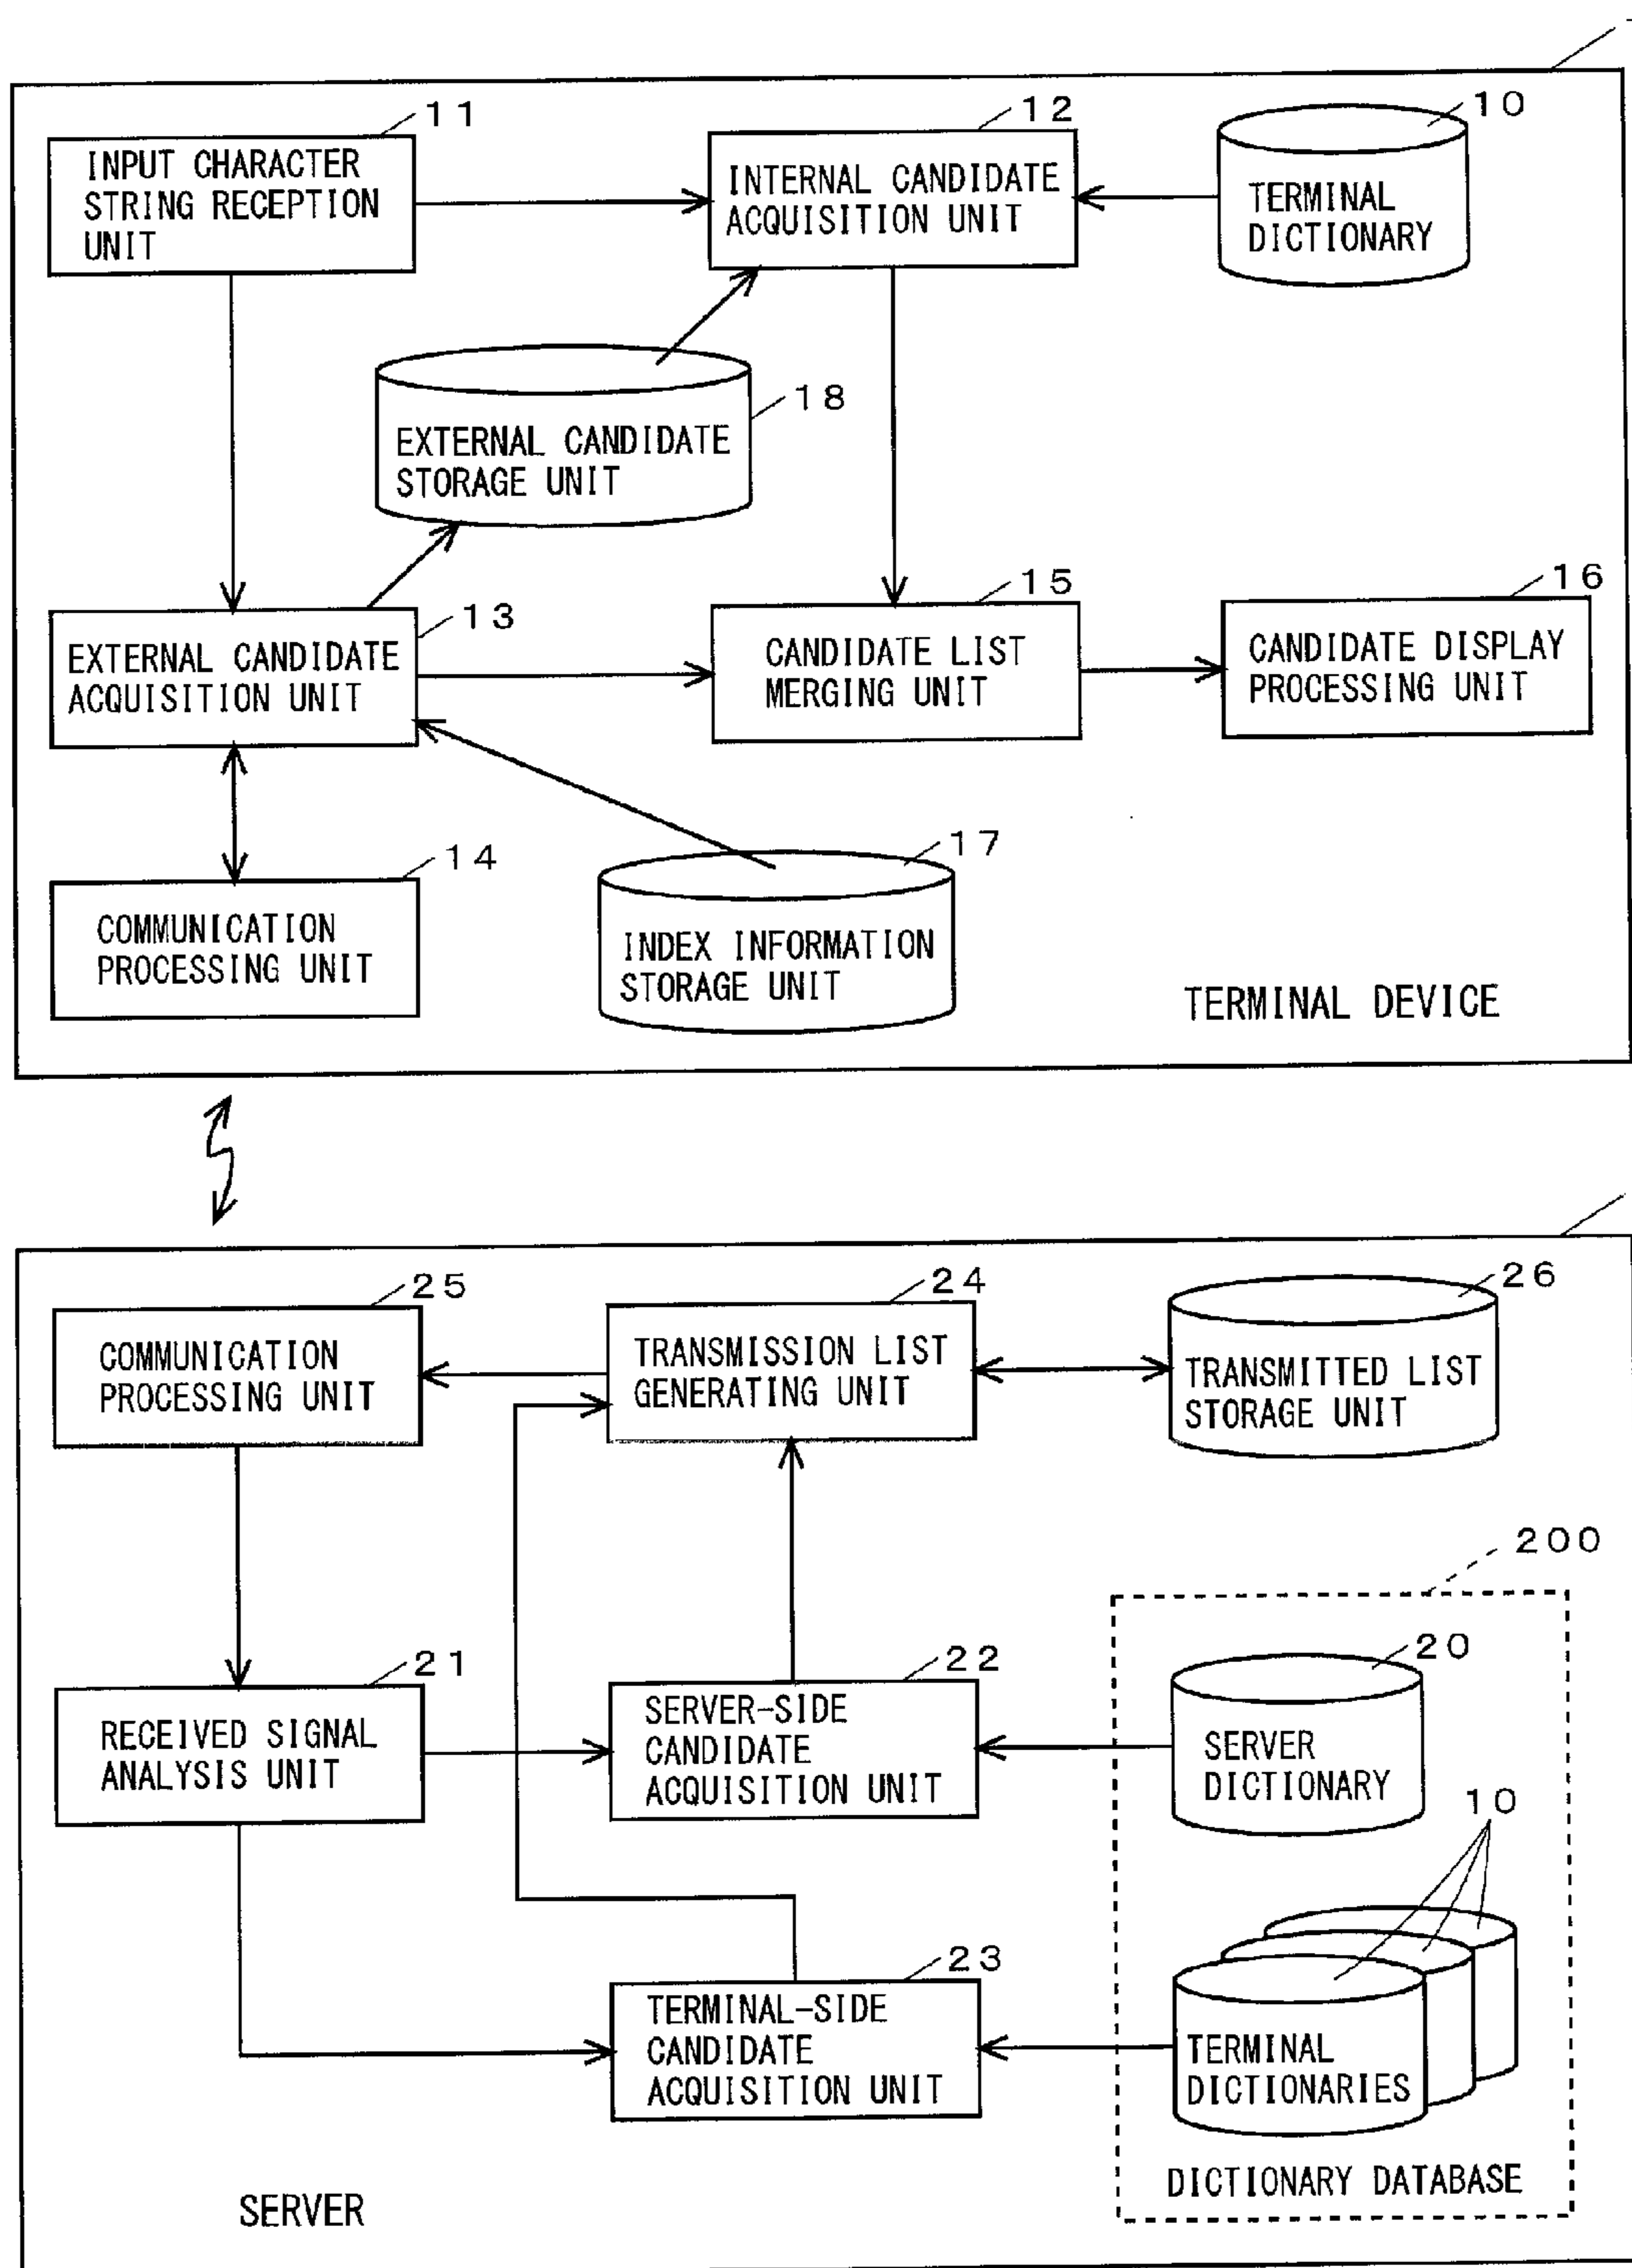 11
INPUT CHARACTER
STRING RECEPTION
UNIT
12
INTERNAL CANDIDATE
ACQUISITION UNIT
10
TERMINAL
DICTIONARY
18
EXTERNAL CANDIDATE
STORAGE UNIT
13
EXTERNAL CANDIDATE
ACQUISITION UNIT
15
CANDIDATE LIST
MERGING UNIT
16
CANDIDATE DISPLAY
PROCESSING UNIT
14
COMMUNICATION
PROCESSING UNIT
17
INDEX INFORMATION
STORAGE UNIT
TERMINAL DEVICE
25
COMMUNICATION
PROCESSING UNIT
24
TRANSMISSION LIST
GENERATING UNIT
26
TRANSMITTED LIST
STORAGE UNIT
200
21
RECEIVED SIGNAL
ANALYSIS UNIT
22
SERVER-SIDE
CANDIDATE
ACQUISITION UNIT
20
SERVER
DICTIONARY
10
23
TERMINAL-SIDE
CANDIDATE
ACQUISITION UNIT
TERMINAL
DICTIONARIES
DICTIONARY DATABASE
SERVER